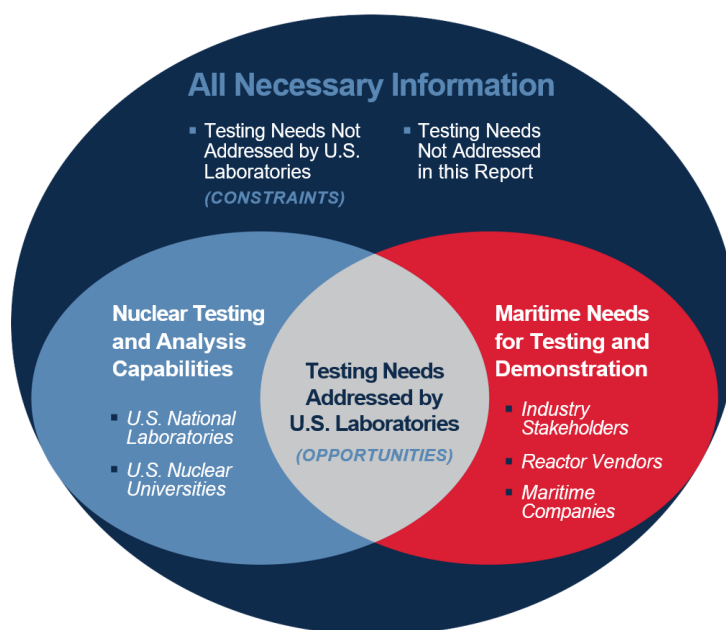 All Necessary Information
▪ Testing Needs Not
Addressed by U.S.
Laboratories
(CONSTRAINTS)
▪ Testing Needs
Not Addressed
in this Report
Nuclear Testing
and Analysis
Capabilities
▪ U.S. National
Laboratories
▪ U.S. Nuclear
Universities
Testing Needs
Addressed by
U.S. Laboratories
(OPPORTUNITIES)
Maritime Needs
for Testing and
Demonstration
▪ Industry
Stakeholders
▪ Reactor Vendors
▪ Maritime
Companies